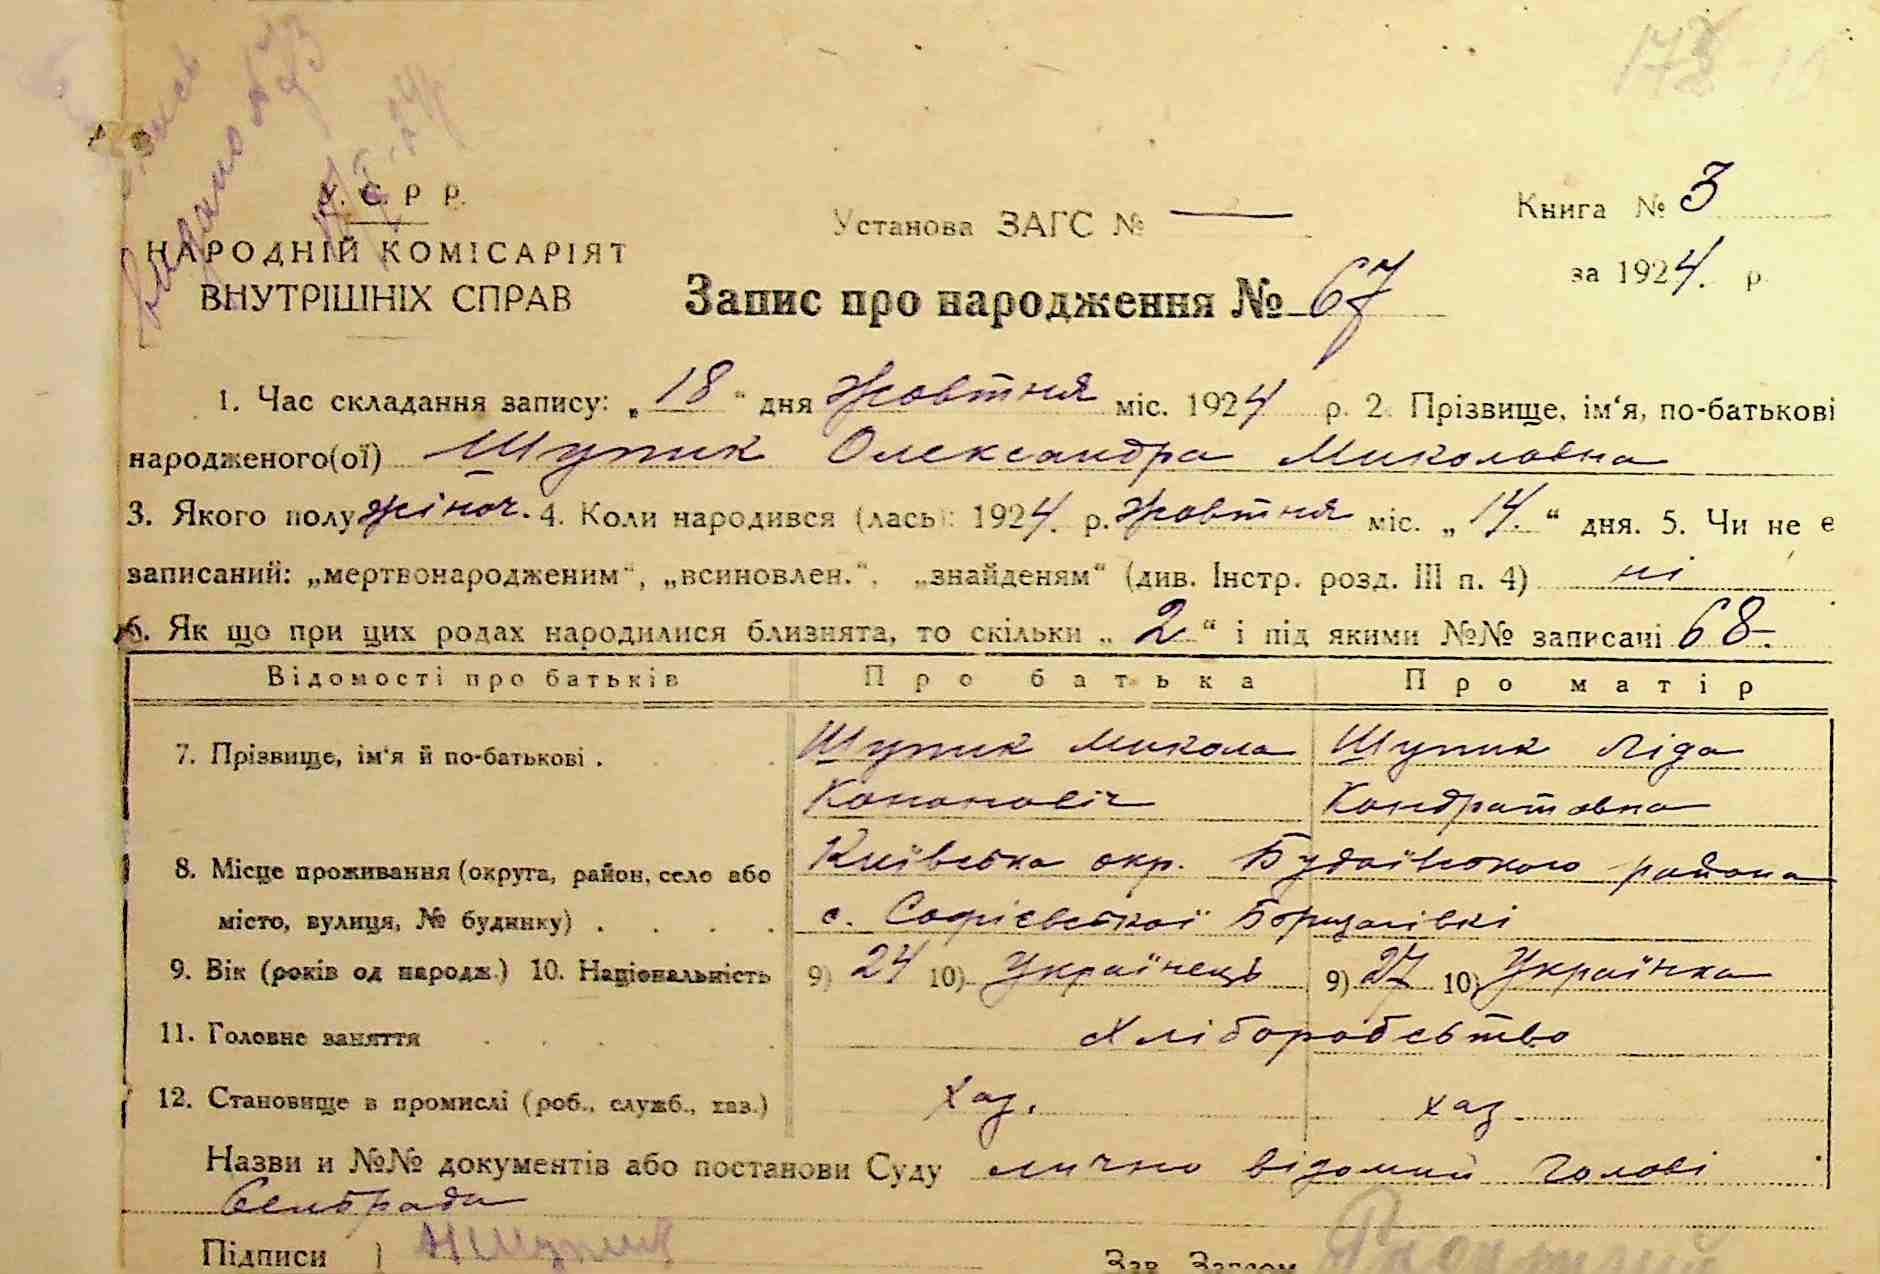 видано
173
У. С. Р Р.
НАРОДНІЙ КОМІСАРІЯТ
ВНУТРІШНІХ СПРАВ
Установа ЗАГС № —
Книга № 3
за 1924. р.
Запис про народження № 67
1. Час складання запису: „18“ дня Жовтня міс. 1924 р. 2. Прізвище, ім‘я, по-батькові
народженого(ої) Шупик Олександра Миколовна
3. Якого полу жіноч. 4. Коли народився (лась): 1924. р. Жовтня міс. „14.“ дня. 5. Чи не є
записаний: „мертвонародженим“, „всиновлен.“, „знайденям“ (див. Інстр. розд. III п. 4) ні
6. Як що при цих родах народилися близнята, то скільки „2“ і під якими №№ записані 68.
Відомості про батьків Про батька Про матір
7. Прізвище, ім‘я й по-батькові . Шупик Микола Шупик Ліда
Кононовіч Кондратовна
8. Місце проживання (округа, район, село або Київська окр. Будаївського района
місто, вулиця, № будинку) . . . . с. Софієвської Борщагівкі
9. Вік (років од народж.) 10. Національність 9) 24 10) Українець 9) 27 10) Українка
11. Головне заняття . . . . . Хліборобство
12. Становище в промислі (роб., служб., хаз.) хаз. хаз
Назви и №№ документів або постанови Суду лично відомий Голові
Сельрада
Підписи } Н Шупик Зав. Загсом